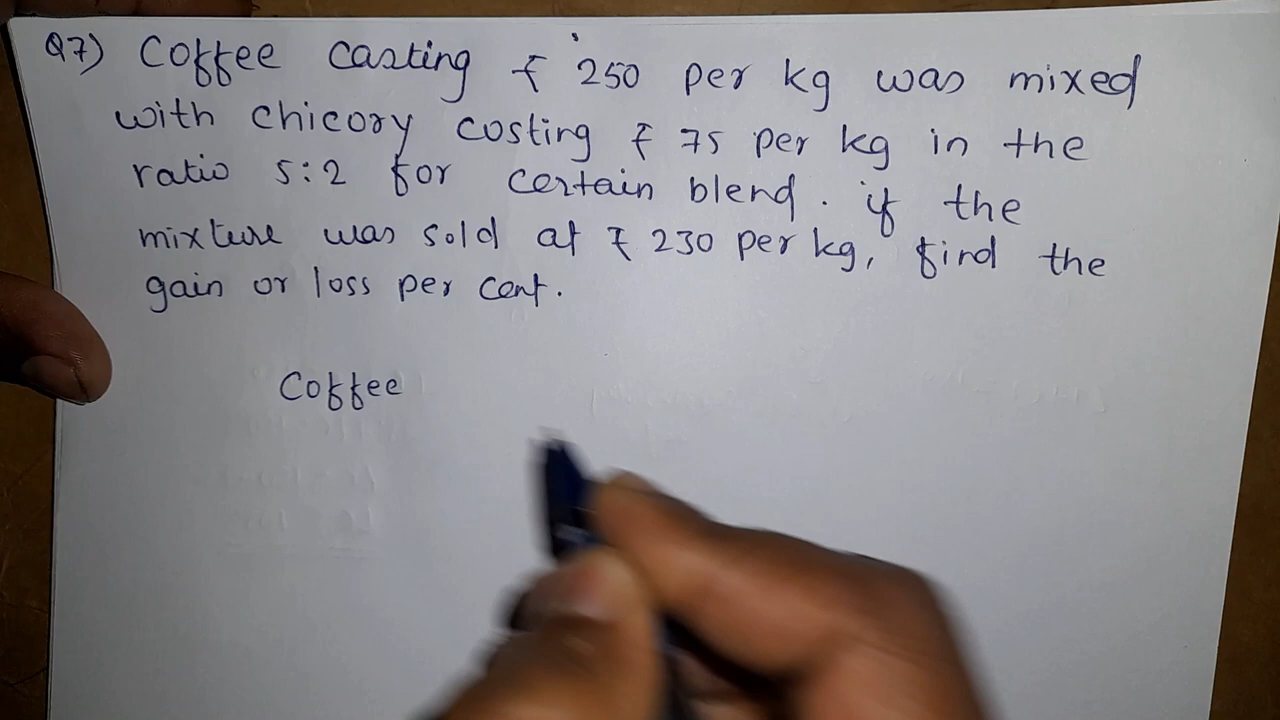 Q7) Coffee costing ₹ 250 per kg was mixed
with chicory costing ₹ 75 per kg in the
ratio 5:2 for certain blend. if the
mixture was sold at ₹ 230 per kg, find the
gain or loss per cent.
Coffee